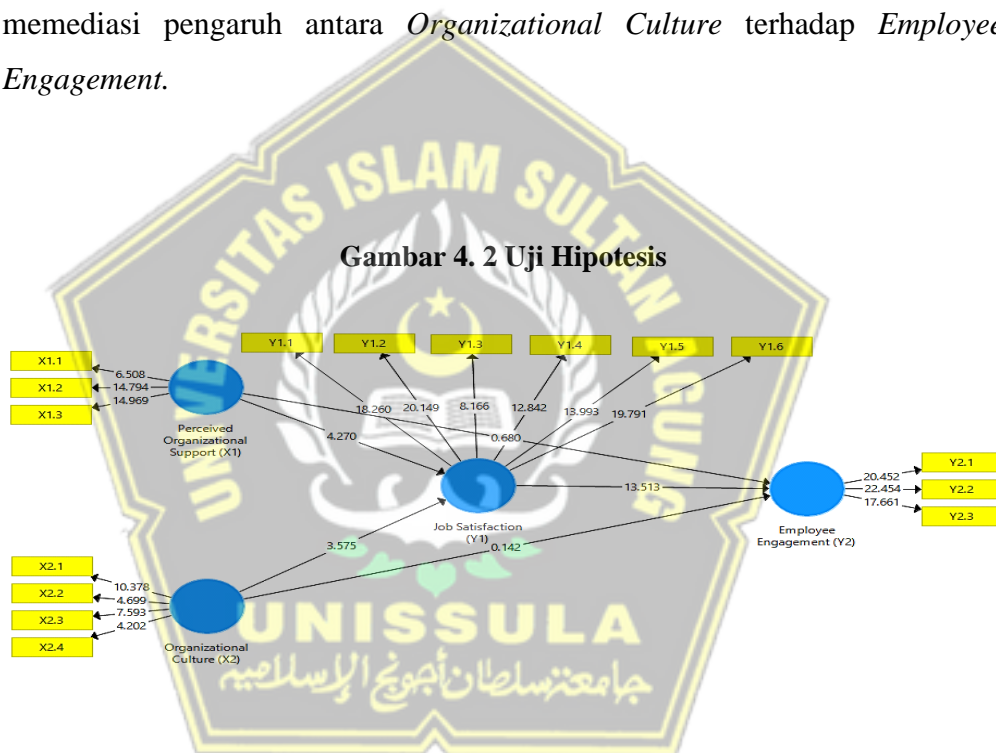 memediasi pengaruh antara Organizational Culture terhadap Employee
Engagement.
UNIVERSITAS ISLAM SULTAN AGUNG
Gambar 4. 2 Uji Hipotesis
Y1.1
Y1.2
Y1.3
Y1.4
Y1.5
Y1.6
X1.1
X1.2
X1.3
6.508
14.794
14.969
Perceived
Organizational
Support (X1)
18.260
20.149
8.166
12.842
13.993
19.791
4.270
0.680
13.513
Job Satisfaction
(Y1)
Y2.1
Y2.2
Y2.3
20.452
22.454
17.661
Employee
Engagement (Y2)
3.575
0.142
X2.1
X2.2
X2.3
X2.4
10.378
4.699
7.593
4.202
Organizational
Culture (X2)
UNISSULA
جامعتنسلطان أجونج الإسلامية